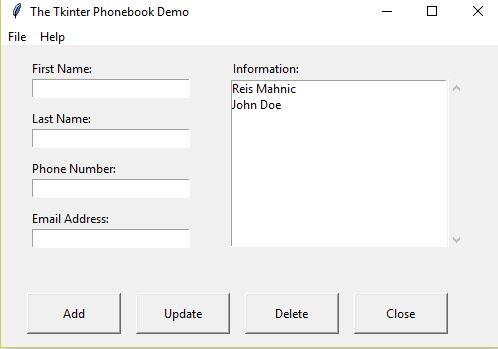 The Tkinter Phonebook Demo
File Help
First Name:
Last Name:
Phone Number:
Email Address:
Information:
Reis Mahnic
John Doe
Add Update Delete Close